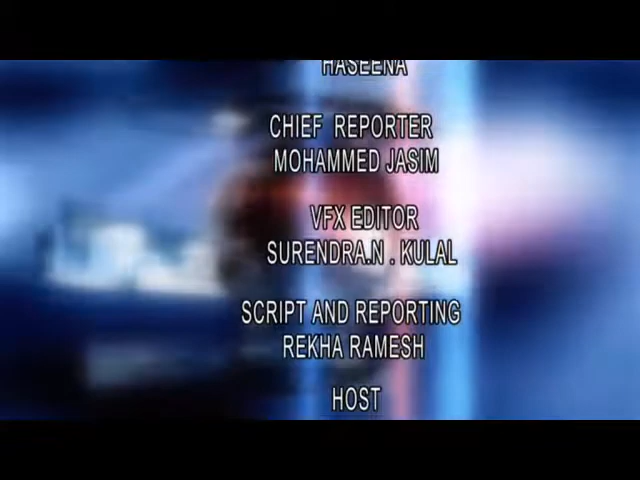 HASEENA
CHIEF REPORTER
MOHAMMED JASIM
VFX EDITOR
SURENDRA.N . KULAL
SCRIPT AND REPORTING
REKHA RAMESH
HOST